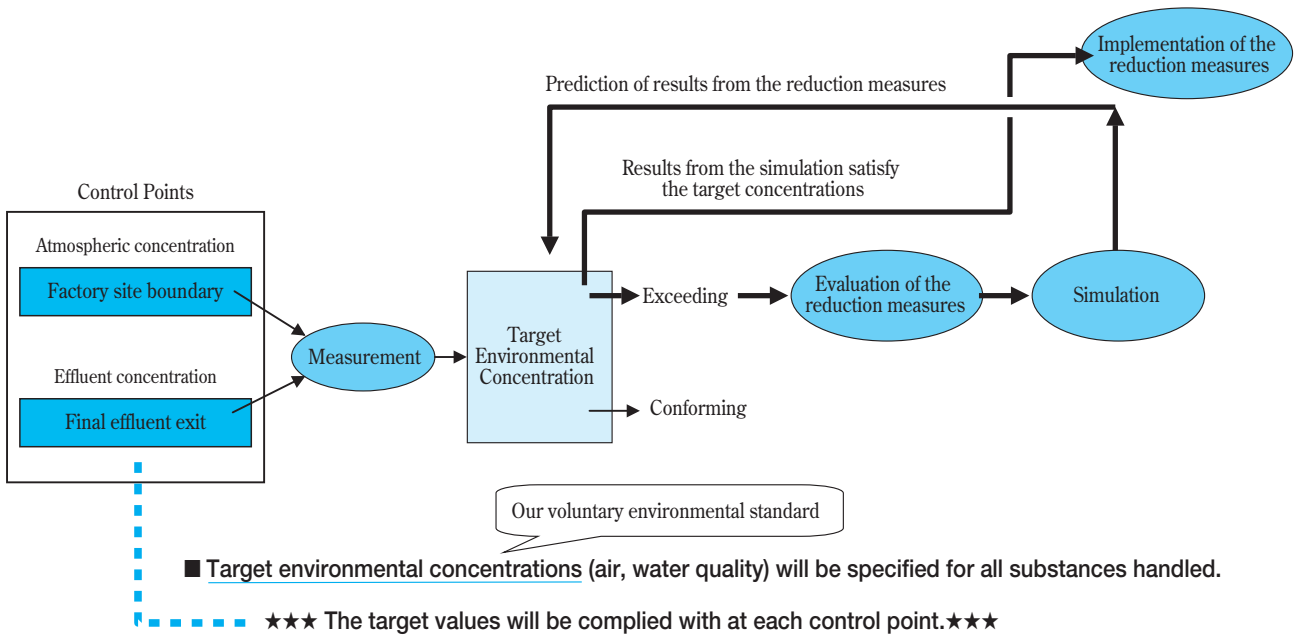 Implementation of the
reduction measures
Prediction of results from the reduction measures
Results from the simulation satisfy
the target concentrations
Control Points
Atmospheric concentration
Factory site boundary
Effluent concentration
Final effluent exit
Measurement
Target
Environmental
Concentration
Exceeding
Conforming
Evaluation of the
reduction measures
Simulation
Our voluntary environmental standard
■ Target environmental concentrations (air, water quality) will be specified for all substances handled.
★★★ The target values will be complied with at each control point.★★★